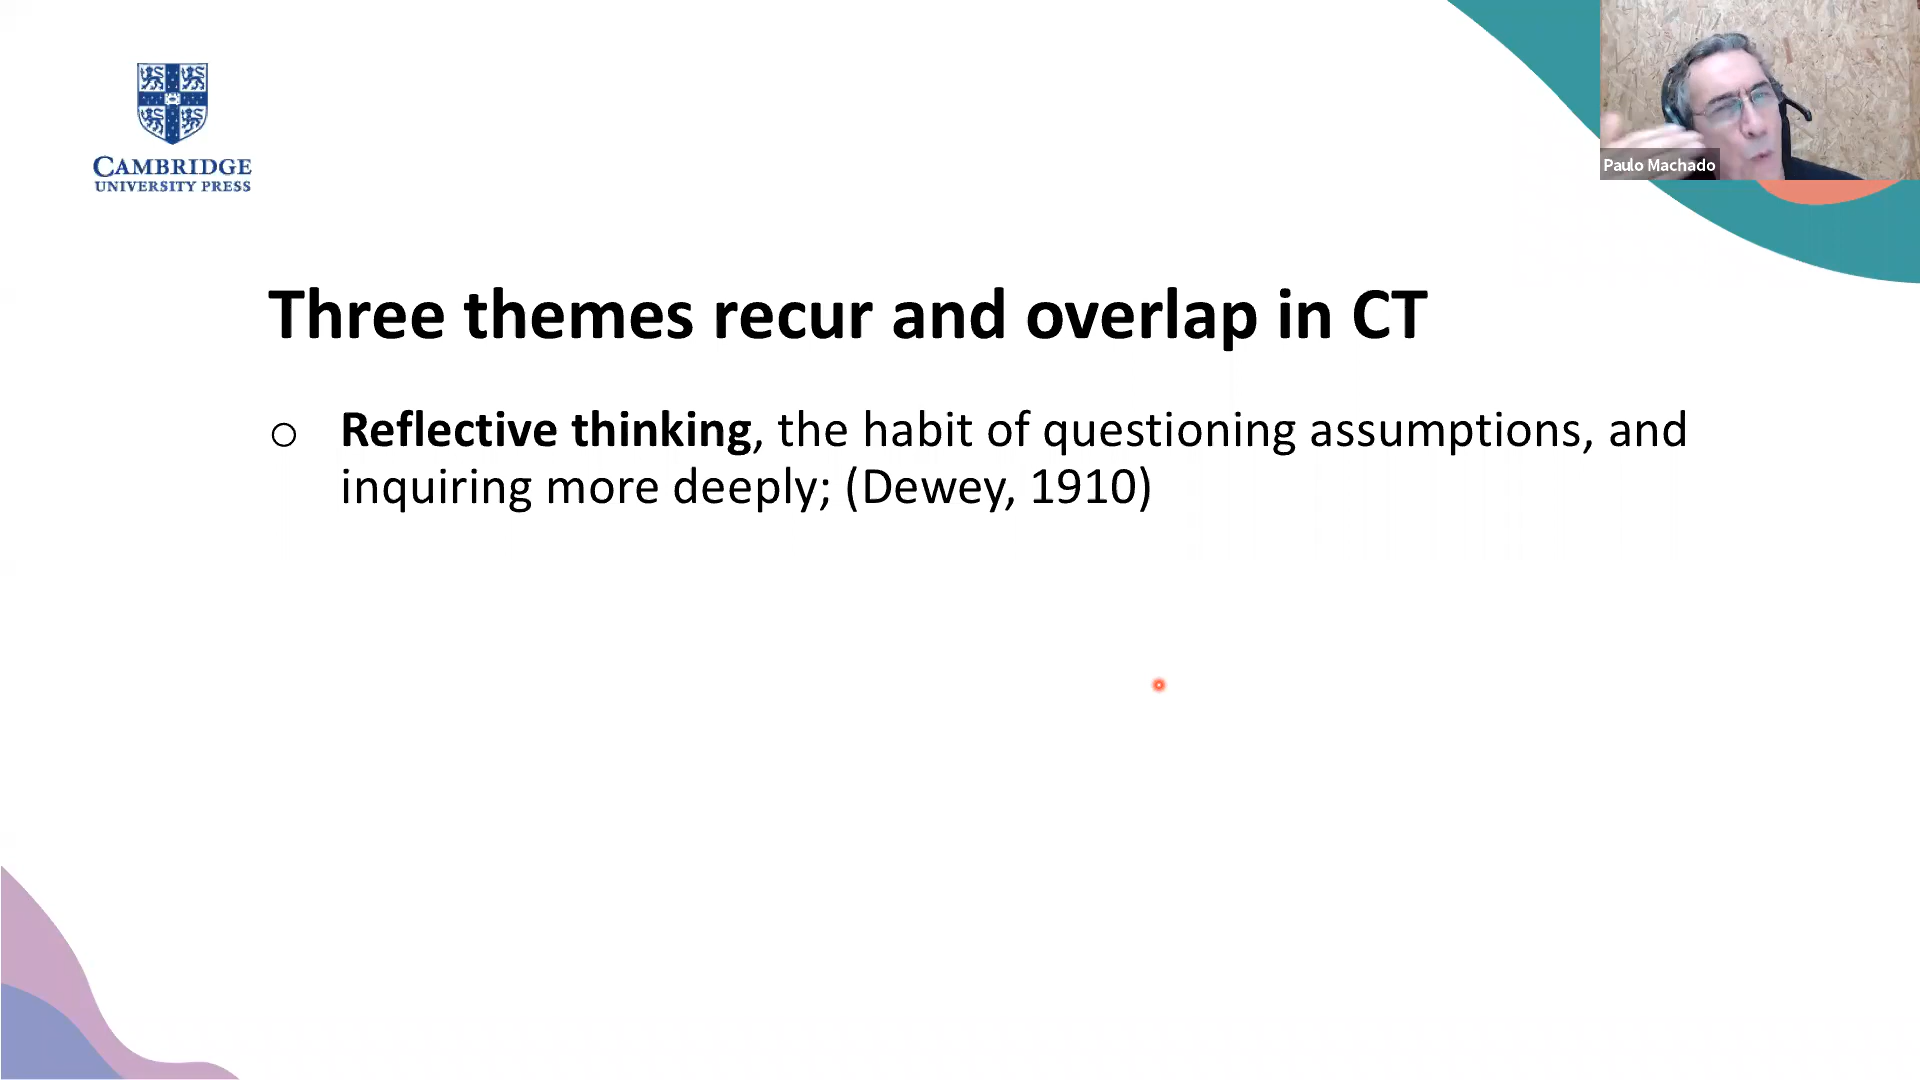 CAMBRIDGE
UNIVERSITY PRESS
Paulo Machado
Three themes recur and overlap in CT
o Reflective thinking, the habit of questioning assumptions, and
inquiring more deeply; (Dewey, 1910)